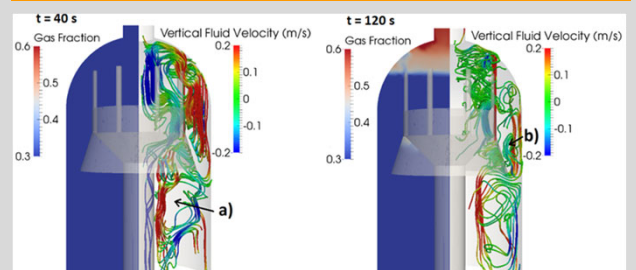 t = 40 s
Gas Fraction
0.6
0.5
0.4
0.3
Vertical Fluid Velocity (m/s)
0.2
0.1
0
-0.1
-0.2
a)
t = 120 s
Gas Fraction
0.6
0.5
0.4
0.3
Vertical Fluid Velocity (m/s)
0.2
0.1
0
-0.1
-0.2
b)